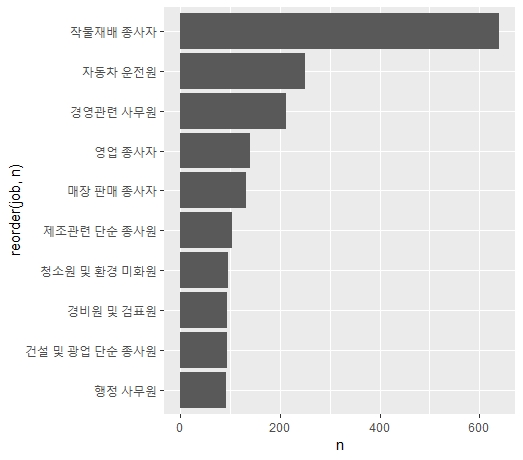 작물재배 종사자
자동차 운전원
경영관련 사무원
영업 종사자
매장 판매 종사자
제조관련 단순 종사원
청소원 및 환경 미화원
경비원 및 검표원
건설 및 광업 단순 종사원
행정 사무원
reorder(job, n)
0 200 400 600
n